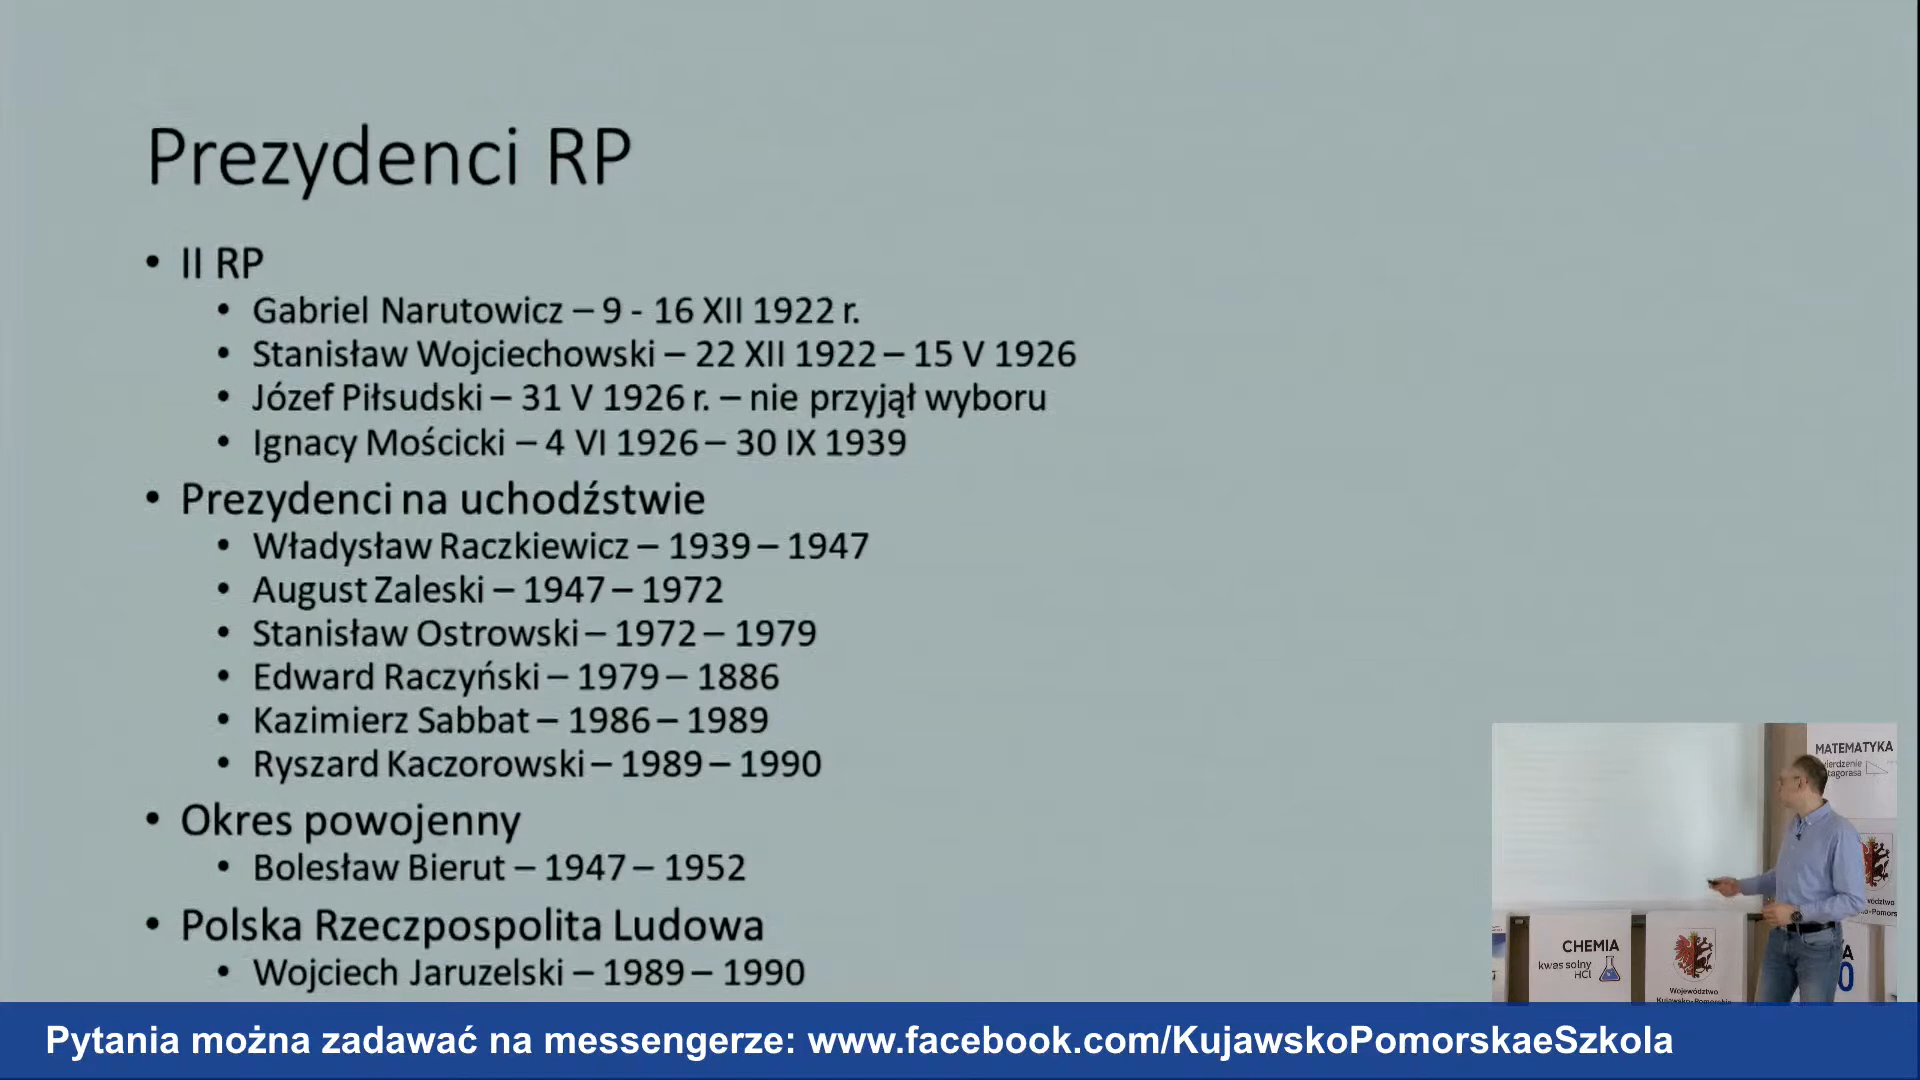 Prezydenci RP
• II RP
• Gabriel Narutowicz – 9 - 16 XII 1922 r.
• Stanisław Wojciechowski – 22 XII 1922 – 15 V 1926
• Józef Piłsudski – 31 V 1926 r. – nie przyjął wyboru
• Ignacy Mościcki – 4 VI 1926 – 30 IX 1939
• Prezydenci na uchodźstwie
• Władysław Raczkiewicz – 1939 – 1947
• August Zaleski – 1947 – 1972
• Stanisław Ostrowski – 1972 – 1979
• Edward Raczyński – 1979 – 1886
• Kazimierz Sabbat – 1986 – 1989
• Ryszard Kaczorowski – 1989 – 1990
• Okres powojenny
• Bolesław Bierut – 1947 – 1952
• Polska Rzeczpospolita Ludowa
• Wojciech Jaruzelski – 1989 – 1990
MATEMATYKA
CHEMIA
kwas solny
HCl
Województwo
Pytania można zadawać na messengerze: www.facebook.com/KujawskoPomorskaeSzkola